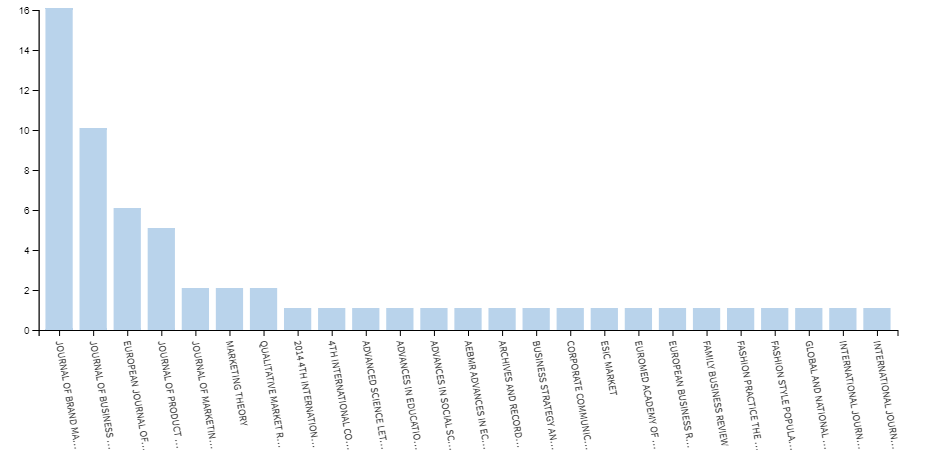 16
14
12
10
8
6
4
2
0
JOURNAL OF BRAND MA...
JOURNAL OF BUSINESS ...
EUROPEAN JOURNAL OF...
JOURNAL OF PRODUCT ...
JOURNAL OF MARKETIN...
MARKETING THEORY
QUALITATIVE MARKET R...
2014 4TH INTERNATION...
4TH INTERNATIONAL CO...
ADVANCED SCIENCE LET...
ADVANCES IN EDUCATIO...
ADVANCES IN SOCIAL SC...
AEBMR ADVANCES IN EC...
ARCHIVES AND RECORD...
BUSINESS STRATEGY AN...
CORPORATE COMMUNIC...
ESIC MARKET
EUROMED ACADEMY OF ...
EUROPEAN BUSINESS R...
FAMILY BUSINESS REVIEW
FASHION PRACTICE THE ...
FASHION STYLE POPULA...
GLOBAL AND NATIONAL ...
INTERNATIONAL JOURN...
INTERNATIONAL JOURN...